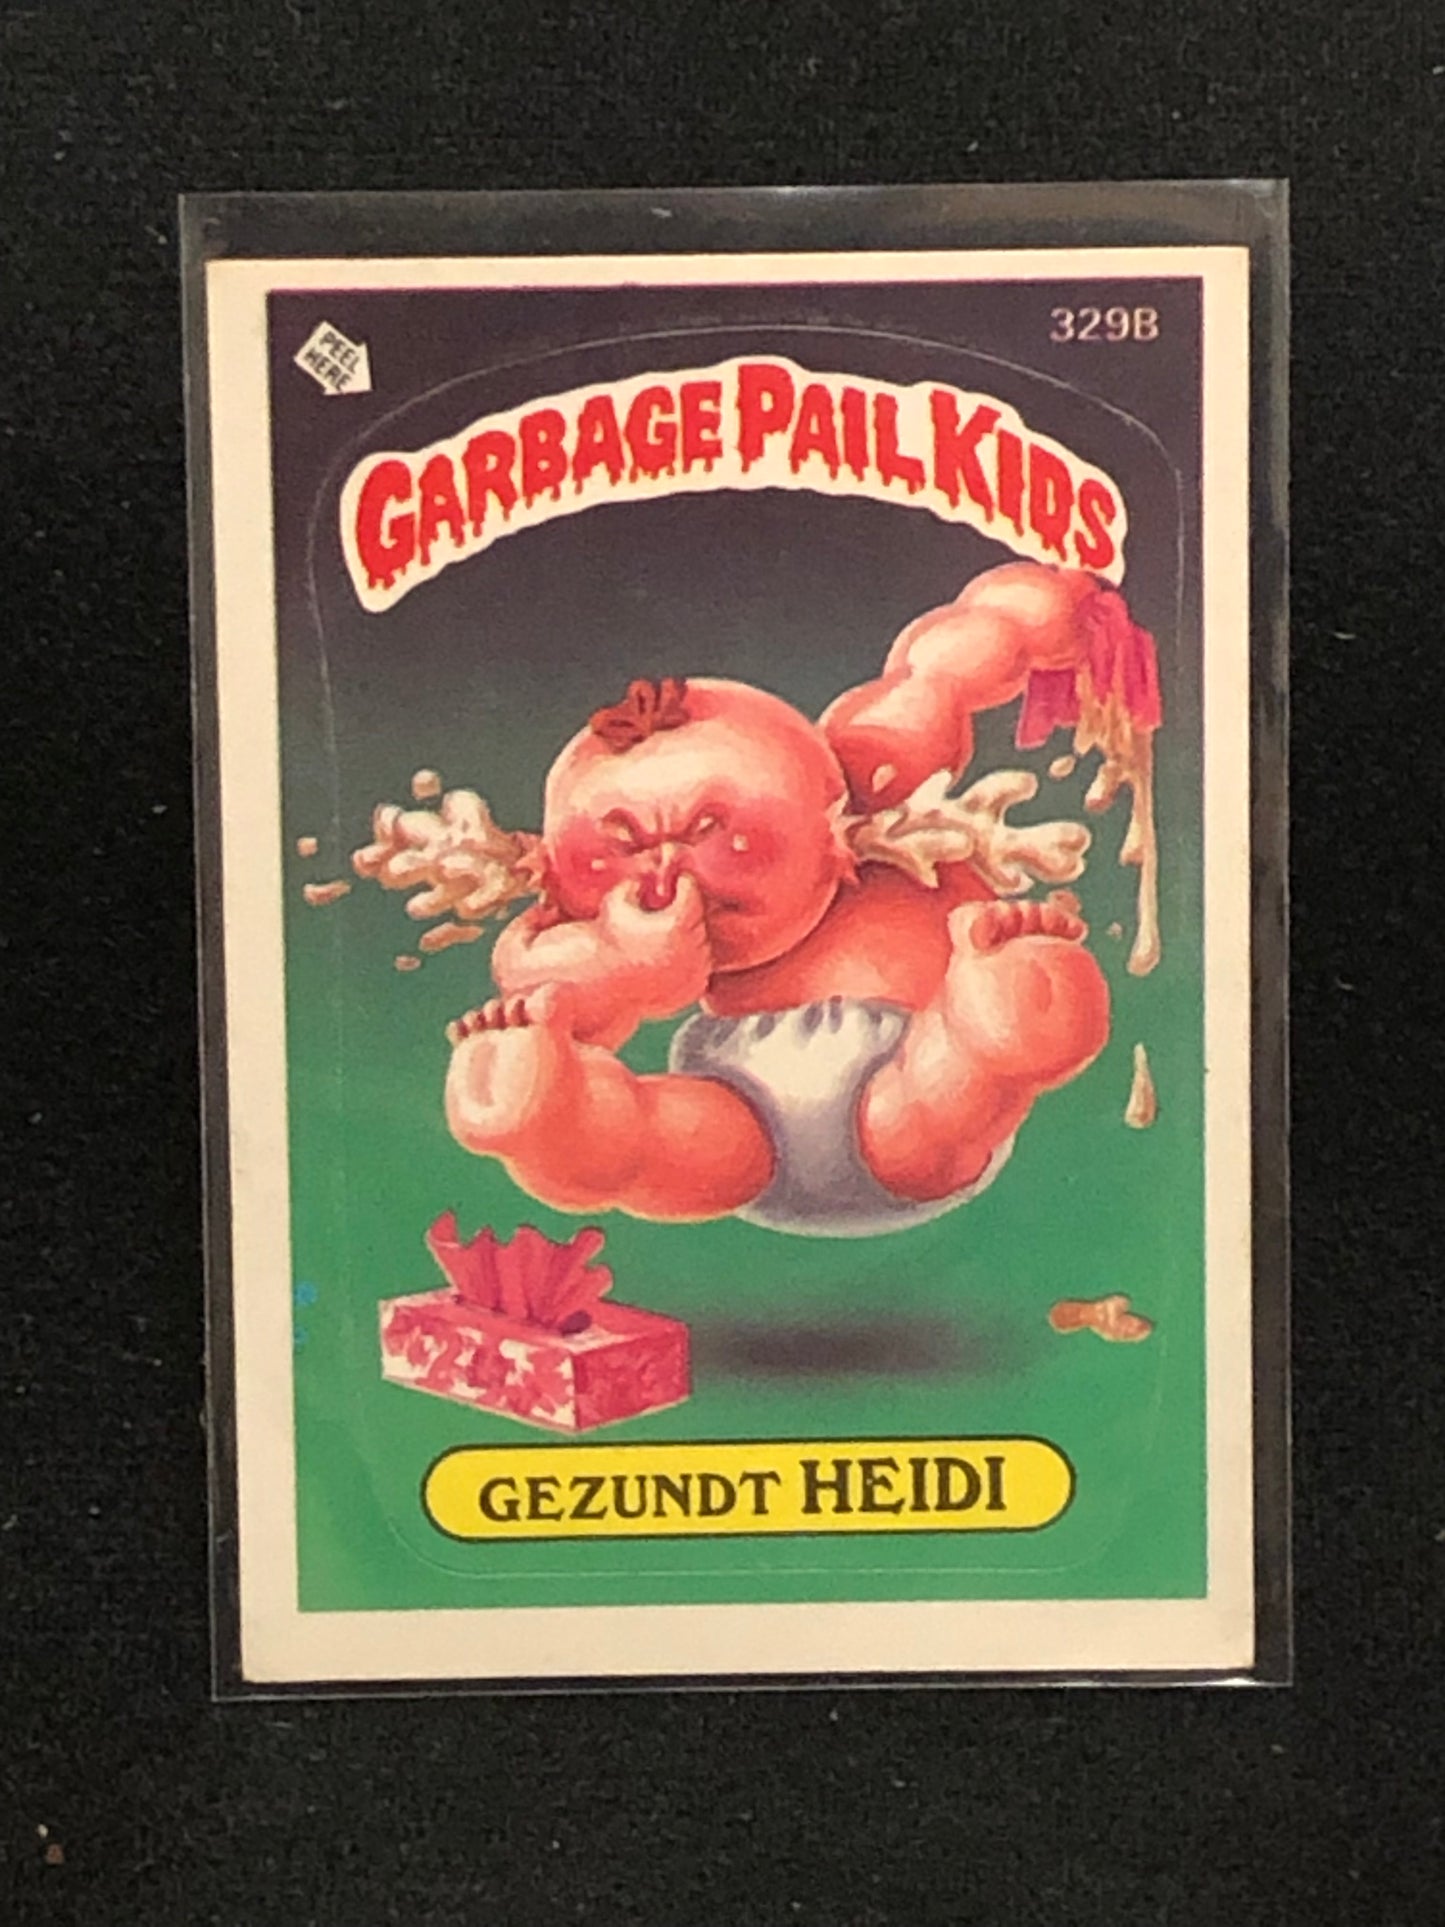 329B
PEEL
HERE
GARBAGE PAIL KIDS
GEZUNDT HEIDI